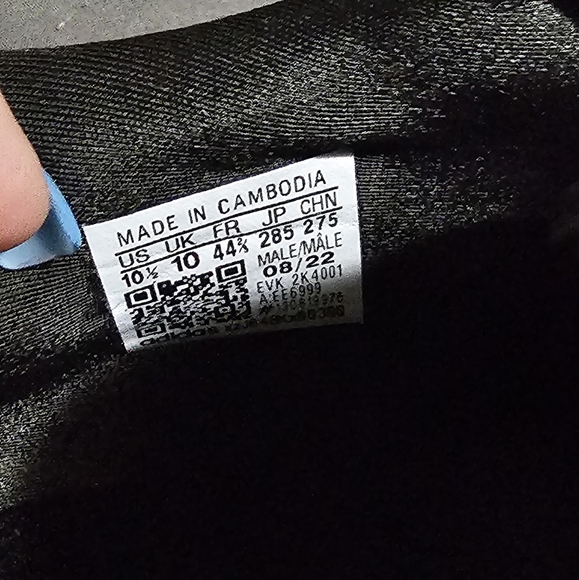 MADE IN CAMBODIA
US UK FR JP CHN
10½ 10 44⅔ 285 275
MALE/MÂLE
08/22
EVK 2K4001
A:EE6999